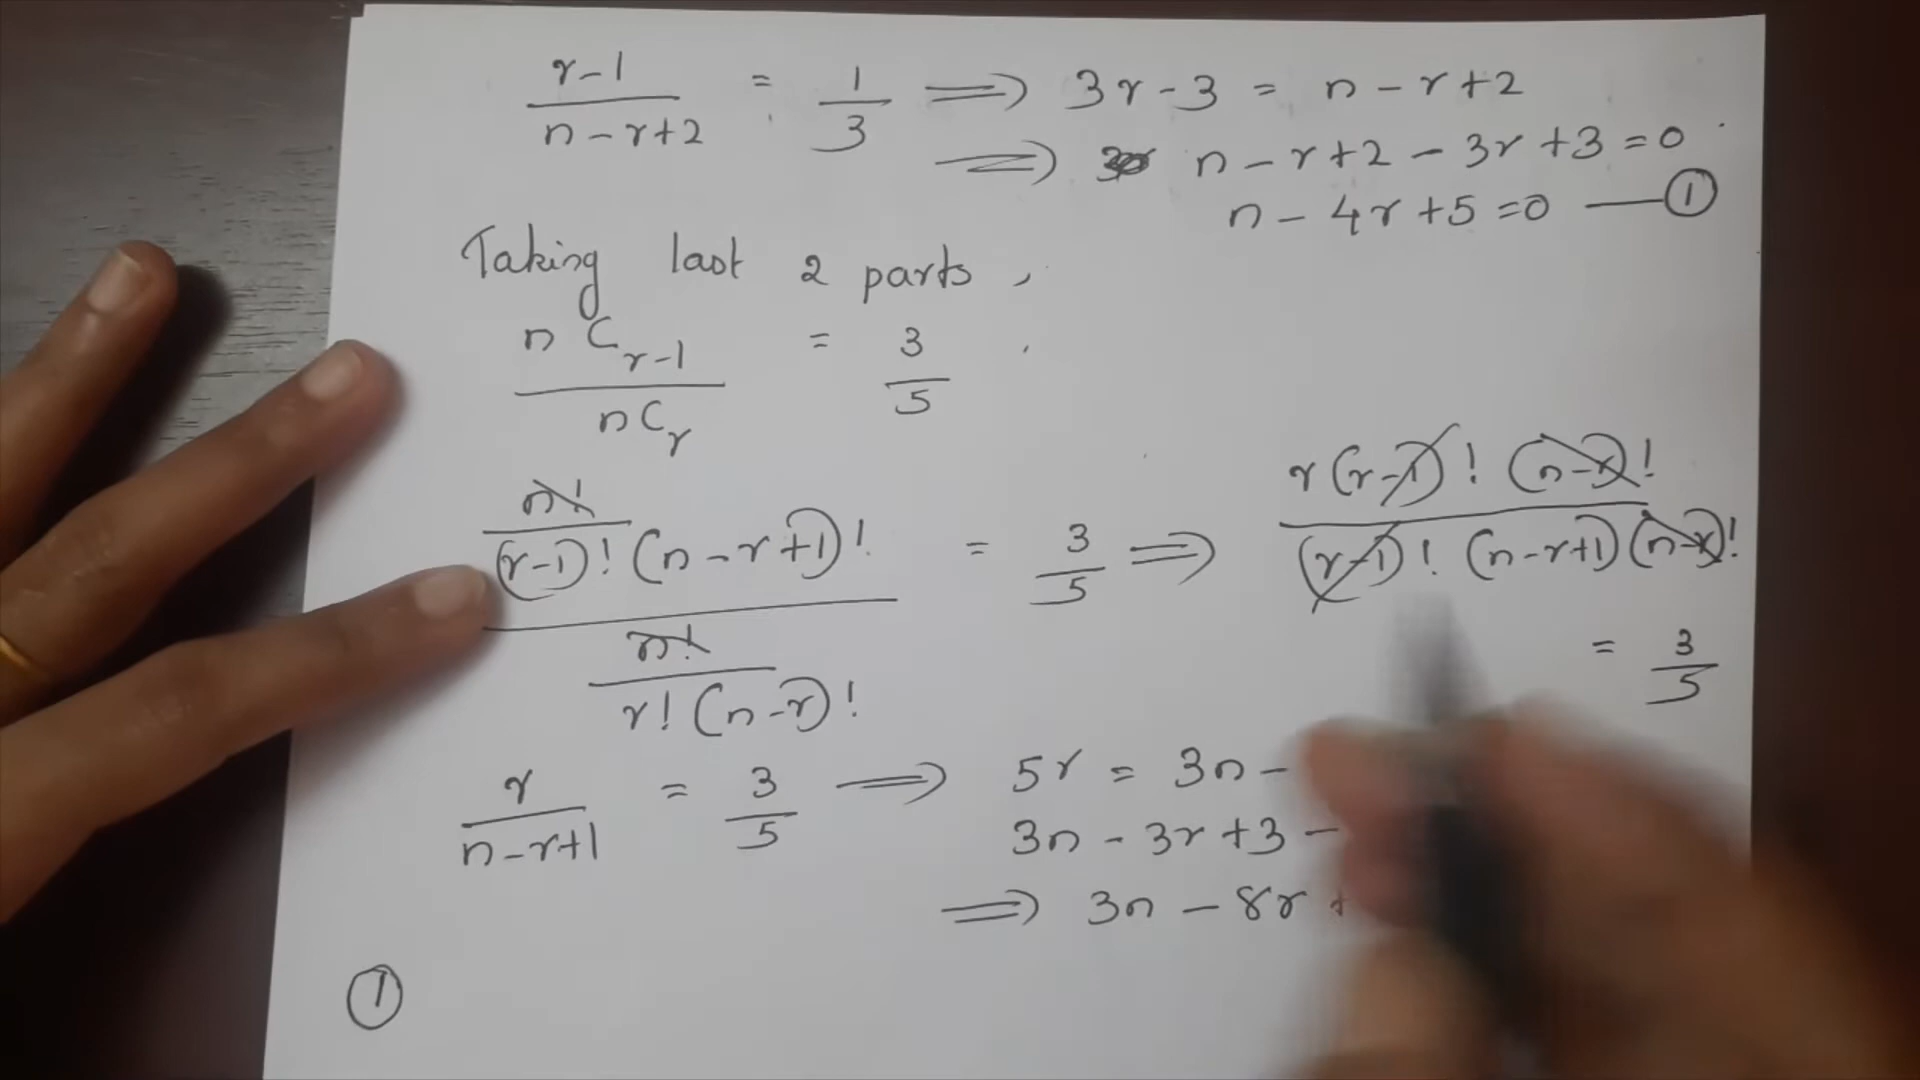 r-1 / n-r+2 = 1/3 ⟹ 3r-3 = n-r+2
⟹ n-r+2-3r+3=0
n-4r+5=0 —①
Taking last 2 parts,
nC_{r-1} / nC_r = 3/5
n! / (r-1)!(n-r+1)! / n! / r!(n-r)! = 3/5 ⟹ r(r-1)!(n-r)! / (r-1)!(n-r+1)(n-r)!
= 3/5
r / n-r+1 = 3/5 ⟹ 5r = 3n-
3n-3r+3-
⟹ 3n-8r+
①